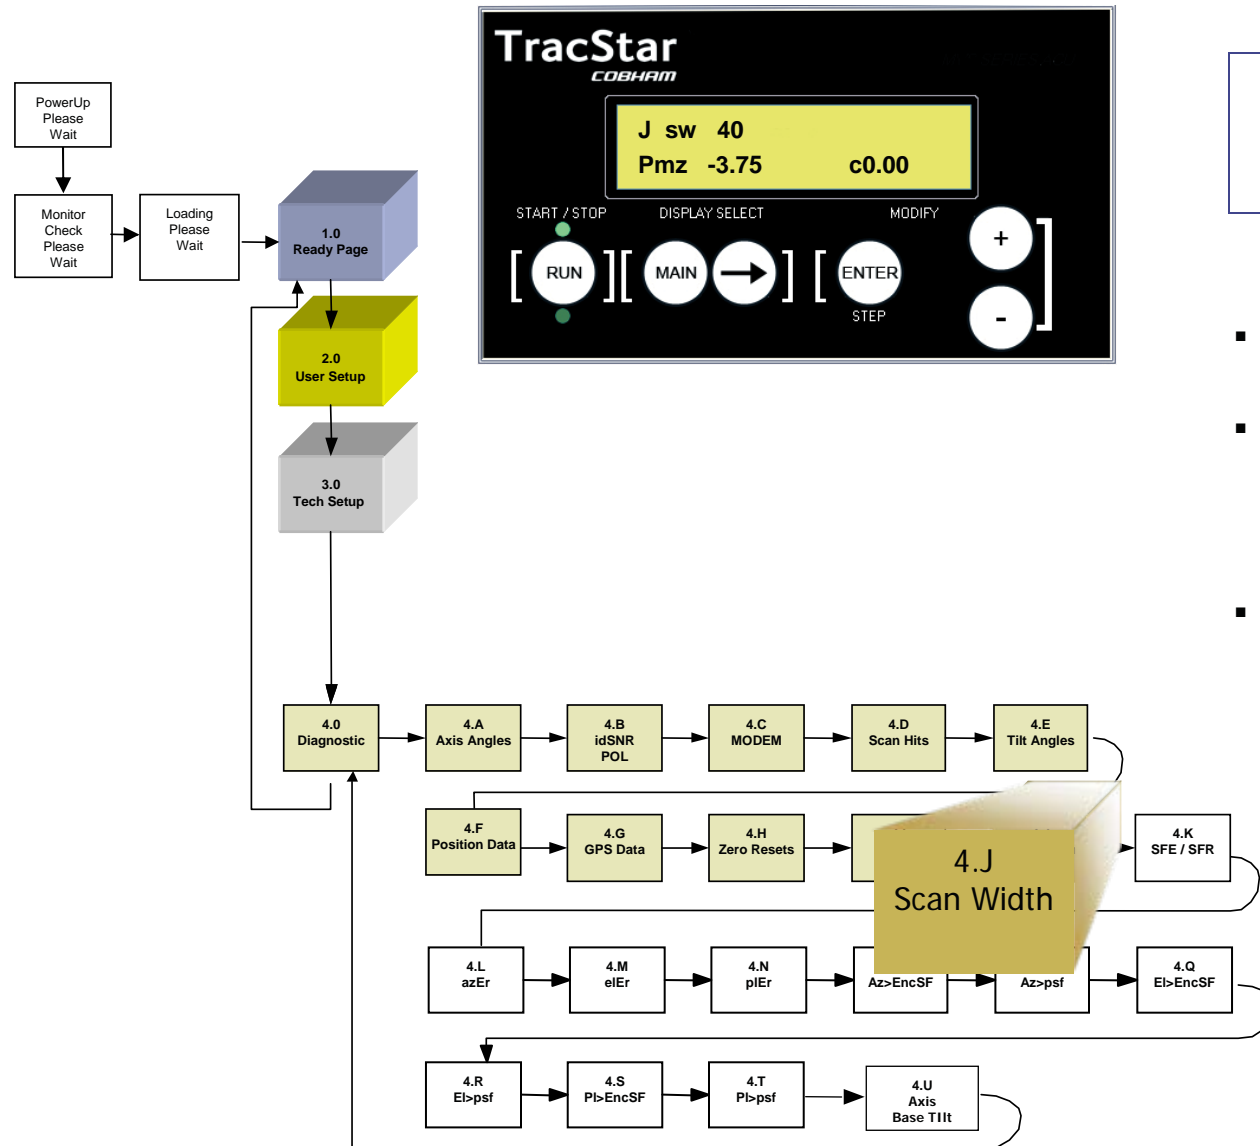 TracStar
COBHAM
J sw 40
Pmz -3.75 c0.00
START / STOP
DISPLAY SELECT
MODIFY
RUN
MAIN
ENTER
STEP
+
-
PowerUp
Please
Wait
Monitor
Check
Please
Wait
Loading
Please
Wait
1.0
Ready Page
2.0
User Setup
3.0
Tech Setup
4.0
Diagnostic
4.A
Axis Angles
4.B
idSNR
POL
4.C
MODEM
4.D
Scan Hits
4.E
Tilt Angles
4.F
Position Data
4.G
GPS Data
4.H
Zero Resets
4.J
Scan Width
4.K
SFE / SFR
4.L
azEr
4.M
elEr
4.N
plEr
Az>EncSF
Az>psf
4.Q
El>EncSF
4.R
El>psf
4.S
Pl>EncSF
4.T
Pl>psf
4.U
Axis
Base TIlt